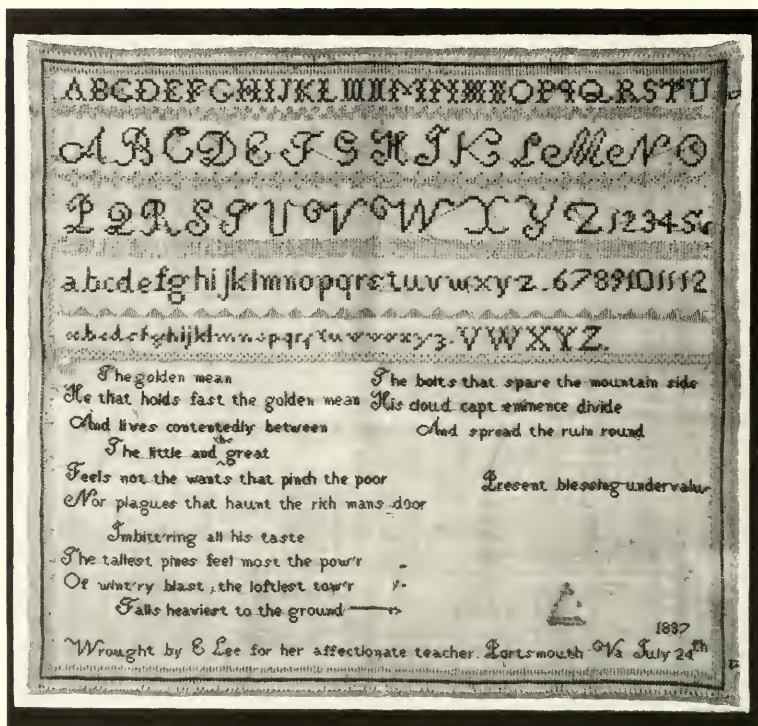 ABCDEFGHIJKLMNOPQRSTU
ABCDEFGHIJKLMNO
PQRSTUVWXYZ123456
abcdefghijklmnopqrstuvwxyz.6789101112
abcdefghijklmnopqrstuvwxyz.VWXYZ.
The golden mean
He that holds fast the golden mean
And lives contentedly between
The little and the great
Feels not the wants that pinch the poor
Nor plagues that haunt the rich mans door
Imbitt'ring all his taste
The tallest pines feel most the pow'r
Of wint'ry blast, the loftiest tow'r
Falls heaviest to the ground
The bolts that spare the mountain side
His cloud capt eminence divide
And spread the ruin round
Present blessing undervalu
1837
Wrought by E Lee for her affectionate teacher. Portsmouth Va July 24th